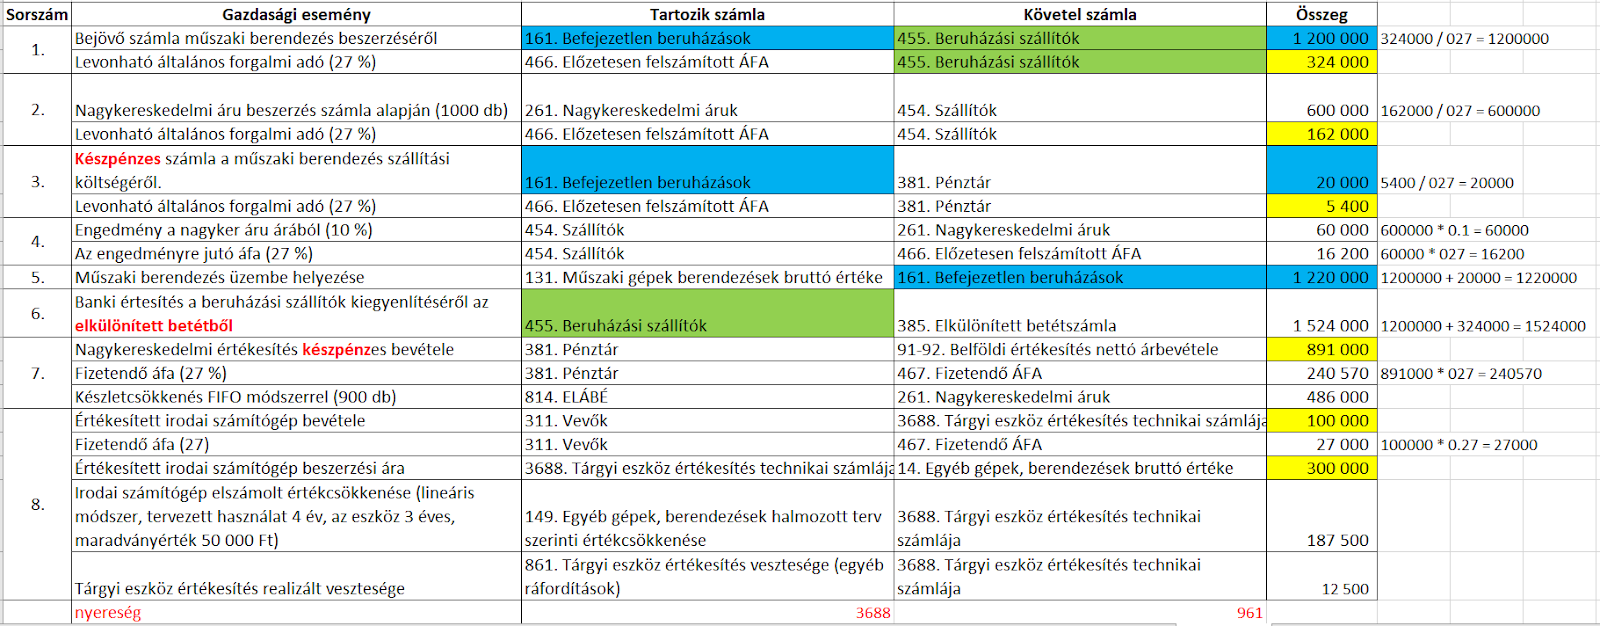 Sorszám Gazdasági esemény Tartozik számla Követel számla Összeg
1. Bejövő számla műszaki berendezés beszerzéséről 161. Befejezetlen beruházások 455. Beruházási szállítók 1 200 000 324000 / 027 = 1200000
Levonható általános forgalmi adó (27 %) 466. Előzetesen felszámított ÁFA 455. Beruházási szállítók 324 000
2. Nagykereskedelmi áru beszerzés számla alapján (1000 db) 261. Nagykereskedelmi áruk 454. Szállítók 600 000 162000 / 027 = 600000
Levonható általános forgalmi adó (27 %) 466. Előzetesen felszámított ÁFA 454. Szállítók 162 000
3. Készpénzes számla a műszaki berendezés szállítási
költségéről. 161. Befejezetlen beruházások 381. Pénztár 20 000 5400 / 027 = 20000
Levonható általános forgalmi adó (27 %) 466. Előzetesen felszámított ÁFA 381. Pénztár 5 400
4. Engedmény a nagyker áru árából (10 %) 454. Szállítók 261. Nagykereskedelmi áruk 60 000 600000 * 0.1 = 60000
Az engedményre jutó áfa (27 %) 454. Szállítók 466. Előzetesen felszámított ÁFA 16 200 60000 * 027 = 16200
5. Műszaki berendezés üzembe helyezése 131. Műszaki gépek berendezések bruttó értéke 161. Befejezetlen beruházások 1 220 000 1200000 + 20000 = 1220000
6. Banki értesítés a beruházási szállítók kiegyenlítéséről az
elkülönített betétből 455. Beruházási szállítók 385. Elkülönített betétszámla 1 524 000 1200000 + 324000 = 1524000
7. Nagykereskedelmi értékesítés készpénzes bevétele 381. Pénztár 91-92. Belföldi értékesítés nettó árbevétele 891 000
Fizetendő áfa (27 %) 381. Pénztár 467. Fizetendő ÁFA 240 570 891000 * 027 = 240570
Készletcsökkenés FIFO módszerrel (900 db) 814. ELÁBÉ 261. Nagykereskedelmi áruk 486 000
8. Értékesített irodai számítógép bevétele 311. Vevők 3688. Tárgyi eszköz értékesítés technikai számlája 100 000
Fizetendő áfa (27) 311. Vevők 467. Fizetendő ÁFA 27 000 100000 * 0.27 = 27000
Értékesített irodai számítógép beszerzési ára 3688. Tárgyi eszköz értékesítés technikai számlája 14. Egyéb gépek, berendezések bruttó értéke 300 000
Irodai számítógép elszámolt értékcsökkenése (lineáris
módszer, tervezett használat 4 év, az eszköz 3 éves,
maradványérték 50 000 Ft) 149. Egyéb gépek, berendezések halmozott terv
szerinti értékcsökkenése 3688. Tárgyi eszköz értékesítés technikai
számlája 187 500
Tárgyi eszköz értékesítés realizált vesztesége 861. Tárgyi eszköz értékesítés vesztesége (egyéb
ráfordítások) 3688. Tárgyi eszköz értékesítés technikai
számlája 12 500
nyereség 3688 961